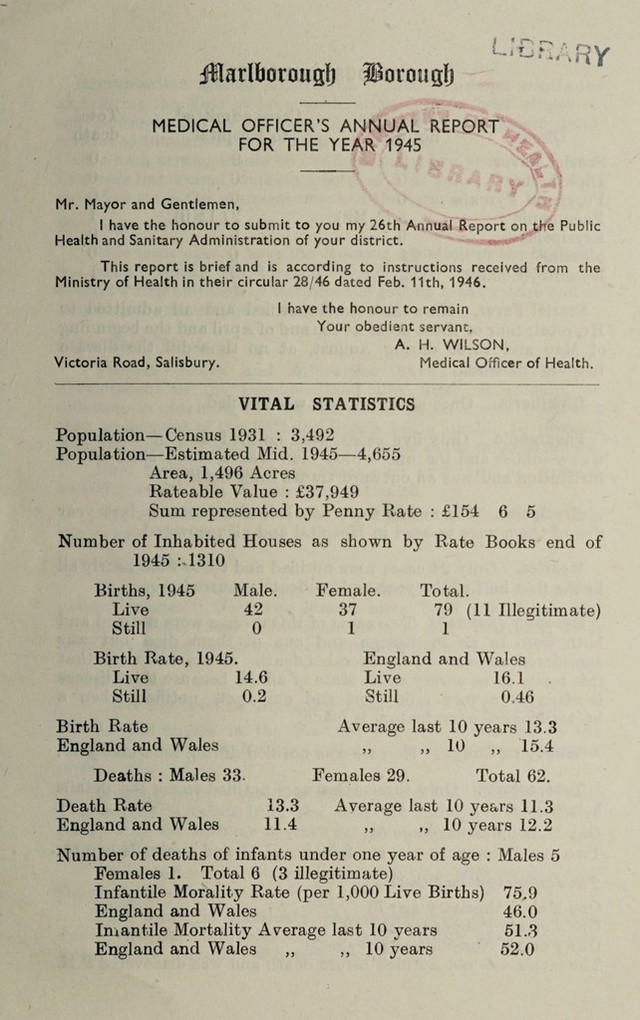 LIBRARY
Marlborough Borough
MEDICAL OFFICER'S ANNUAL REPORT
FOR THE YEAR 1945
HEALTH
LIBRARY
Mr. Mayor and Gentlemen,
I have the honour to submit to you my 26th Annual Report on the Public
Health and Sanitary Administration of your district.
This report is brief and is according to instructions received from the
Ministry of Health in their circular 28/46 dated Feb. 11th, 1946.
I have the honour to remain
Your obedient servant,
A. H. WILSON,
Victoria Road, Salisbury. Medical Officer of Health.
VITAL STATISTICS
Population—Census 1931 : 3,492
Population—Estimated Mid. 1945—4,655
Area, 1,496 Acres
Rateable Value : £37,949
Sum represented by Penny Rate : £154 6 5
Number of Inhabited Houses as shown by Rate Books end of
1945 : 1310
Births, 1945 Male. Female. Total.
Live 42 37 79 (11 Illegitimate)
Still 0 1 1
Birth Rate, 1945. England and Wales
Live 14.6 Live 16.1
Still 0.2 Still 0.46
Birth Rate Average last 10 years 13.3
England and Wales ,, ,, 10 ,, 15.4
Deaths : Males 33. Females 29. Total 62.
Death Rate 13.3 Average last 10 years 11.3
England and Wales 11.4 ,, ,, 10 years 12.2
Number of deaths of infants under one year of age : Males 5
Females 1. Total 6 (3 illegitimate)
Infantile Morality Rate (per 1,000 Live Births) 75.9
England and Wales 46.0
Infantile Mortality Average last 10 years 51.3
England and Wales ,, ,, 10 years 52.0